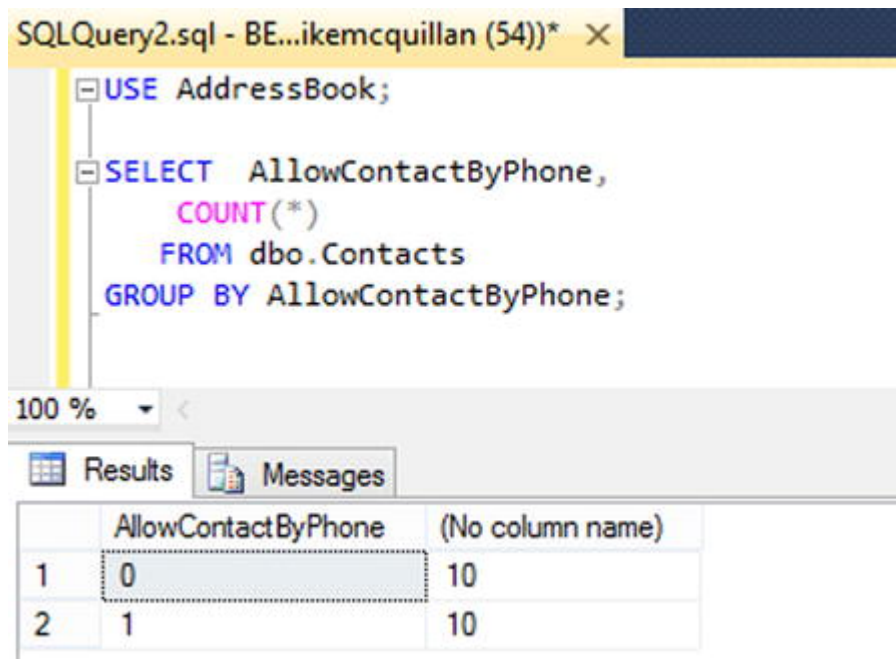 SQLQuery2.sql - BE...ikemcquillan (54))* ×
USE AddressBook;
SELECT AllowContactByPhone,
COUNT(*)
FROM dbo.Contacts
GROUP BY AllowContactByPhone;
100 %
Results Messages
AllowContactByPhone (No column name)
1 0 10
2 1 10